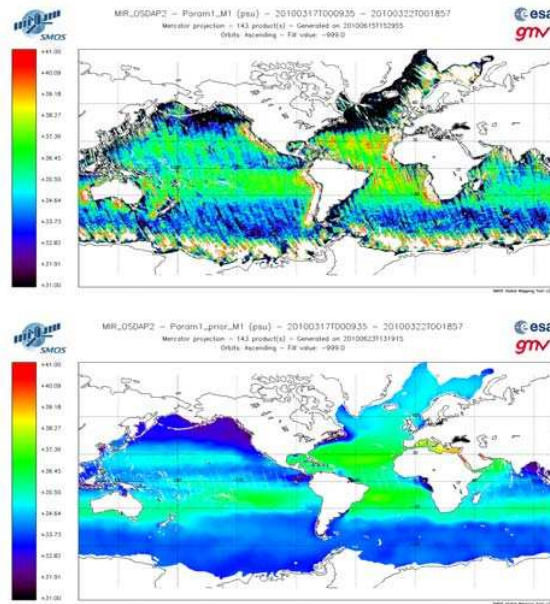 MIR_OSDAP2 - Param1_M1 (psu) - 20100317T000935 - 20100322T001857
Mercator projection - 143 product(s) - Generated on 20100615T152955
Orbits: Ascending - Fill value: -999.0
SMOS
esa
gmv
+41.00
+40.09
+39.18
+38.27
+37.36
+36.45
+35.55
+34.64
+33.73
+32.82
+31.91
+31.00
MIR_OSDAP2 - Param1_prior_M1 (psu) - 20100317T000935 - 20100322T001857
Mercator projection - 143 product(s) - Generated on 20100623T131915
Orbits: Ascending - Fill value: -999.0
SMOS
esa
gmv
+41.00
+40.09
+39.18
+38.27
+37.36
+36.45
+35.55
+34.64
+33.73
+32.82
+31.91
+31.00